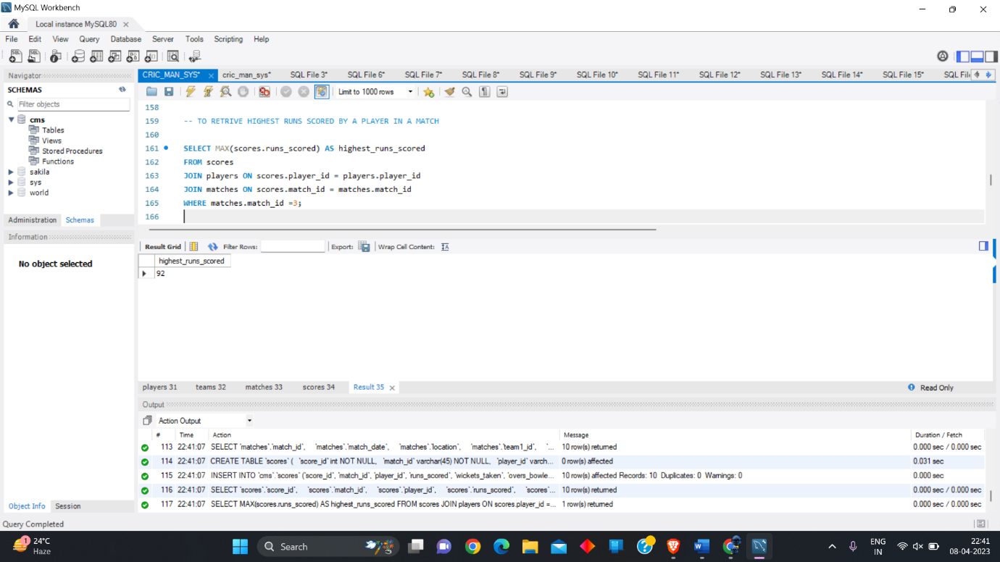 MySQL Workbench
Local instance MySQL80
File Edit View Query Database Server Tools Scripting Help
Navigator
SCHEMAS
Filter objects
cms
Tables
Views
Stored Procedures
Functions
sakila
sys
world
Administration Schemas
Information
No object selected
Object Info Session
CRIC_MAN_SYS* cric_man_sys* SQL File 3* SQL File 6* SQL File 7* SQL File 8* SQL File 9* SQL File 10* SQL File 11* SQL File 12* SQL File 13* SQL File 14* SQL File 15* SQL Fil
Limit to 1000 rows
158
159 -- TO RETRIVE HIGHEST RUNS SCORED BY A PLAYER IN A MATCH
160
161 SELECT MAX(scores.runs_scored) AS highest_runs_scored
162 FROM scores
163 JOIN players ON scores.player_id = players.player_id
164 JOIN matches ON scores.match_id = matches.match_id
165 WHERE matches.match_id =3;
166
Result Grid Filter Rows: Export: Wrap Cell Content:
highest_runs_scored
92
players 31 teams 32 matches 33 scores 34 Result 35 Read Only
Output
Action Output
# Time Action Message Duration / Fetch
113 22:41:07 SELECT `matches`.`match_id`, `matches`.`match_date`, `matches`.`location`, `matches`.`team1_id`, `... 10 row(s) returned 0.000 sec / 0.000 sec
114 22:41:07 CREATE TABLE `scores` ( `score_id` int NOT NULL, `match_id` varchar(45) NOT NULL, `player_id` varch... 0 row(s) affected 0.031 sec
115 22:41:07 INSERT INTO `cms`.`scores` (`score_id`, `match_id`, `player_id`, `runs_scored`, `wickets_taken`, `overs_bowle... 10 row(s) affected Records: 10 Duplicates: 0 Warnings: 0 0.000 sec
116 22:41:07 SELECT `scores`.`score_id`, `scores`.`match_id`, `scores`.`player_id`, `scores`.`runs_scored`, `scores`... 10 row(s) returned 0.000 sec / 0.000 sec
117 22:41:07 SELECT MAX(scores.runs_scored) AS highest_runs_scored FROM scores JOIN players ON scores.player_id =... 1 row(s) returned 0.000 sec / 0.000 sec
Query Completed
1
24°C
Haze
Search
ENG
IN
22:41
08-04-2023